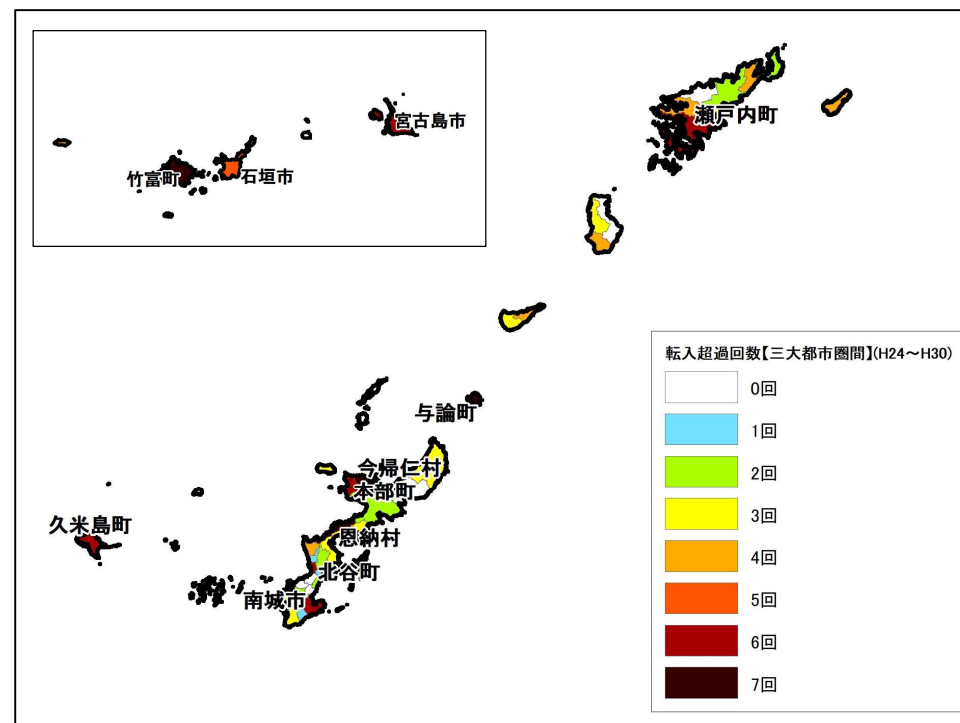 宮古島市
竹富町
石垣市
瀬戸内町
与論町
今帰仁村
本部町
久米島町
恩納村
北谷町
南城市
転入超過回数【三大都市圏間】(H24～H30)
0回
1回
2回
3回
4回
5回
6回
7回